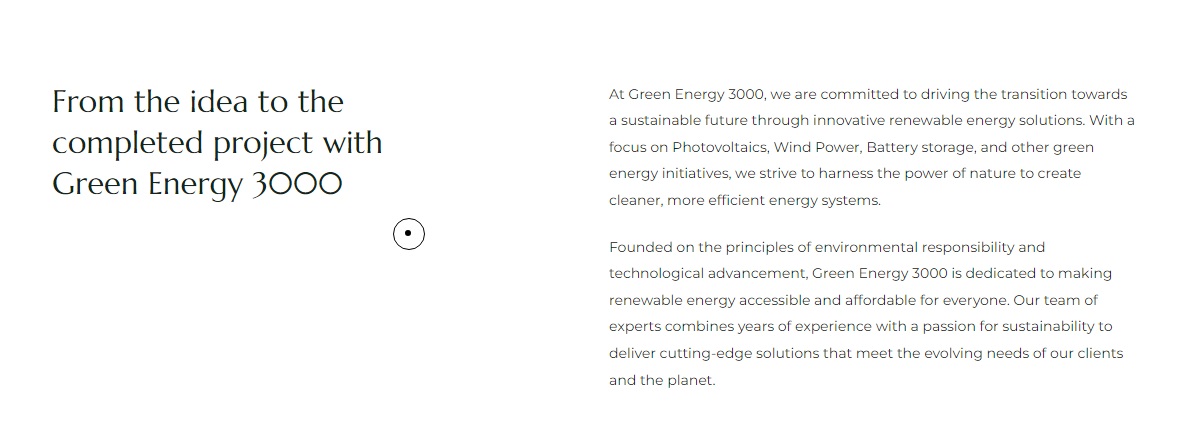 From the idea to the
completed project with
Green Energy 3000
At Green Energy 3000, we are committed to driving the transition towards
a sustainable future through innovative renewable energy solutions. With a
focus on Photovoltaics, Wind Power, Battery storage, and other green
energy initiatives, we strive to harness the power of nature to create
cleaner, more efficient energy systems.
Founded on the principles of environmental responsibility and
technological advancement, Green Energy 3000 is dedicated to making
renewable energy accessible and affordable for everyone. Our team of
experts combines years of experience with a passion for sustainability to
deliver cutting-edge solutions that meet the evolving needs of our clients
and the planet.